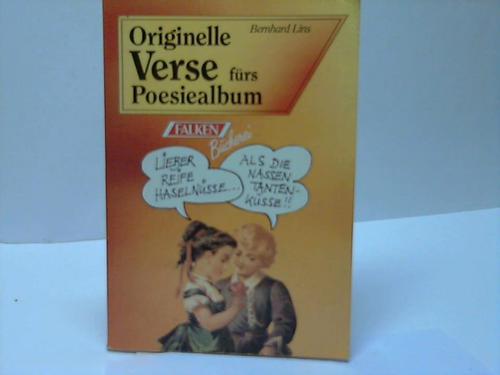 Bernhard Lins
Originelle
Verse fürs
Poesiealbum
FALKEN
Bücherei
LIEBER
REIFE
HASELNÜSSE...
ALS DIE
NASSEN
TANTEN-
KÜSSE!!